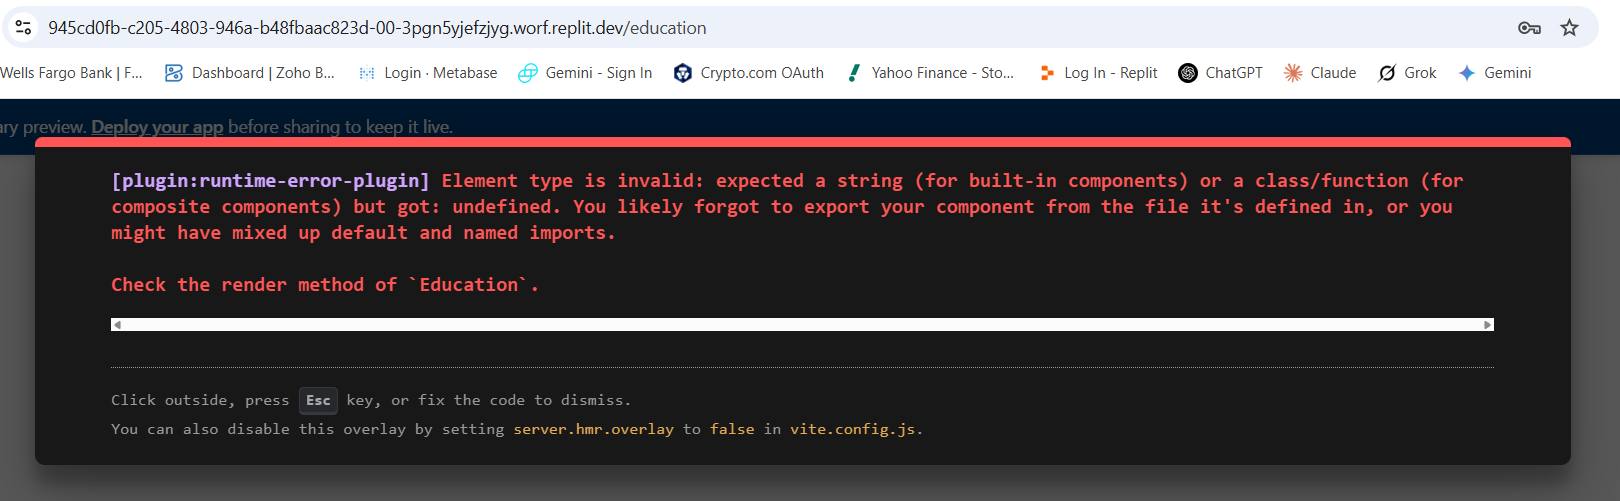 945cd0fb-c205-4803-946a-b48fbaac823d-00-3pgn5yjefzjyg.worf.replit.dev/education
Wells Fargo Bank | F... Dashboard | Zoho B... Login · Metabase Gemini - Sign In Crypto.com OAuth Yahoo Finance - Sto... Log In - Replit ChatGPT Claude Grok Gemini
ary preview. Deploy your app before sharing to keep it live.
[plugin:runtime-error-plugin] Element type is invalid: expected a string (for built-in components) or a class/function (for
composite components) but got: undefined. You likely forgot to export your component from the file it's defined in, or you
might have mixed up default and named imports.
Check the render method of `Education`.
Click outside, press Esc key, or fix the code to dismiss.
You can also disable this overlay by setting server.hmr.overlay to false in vite.config.js.